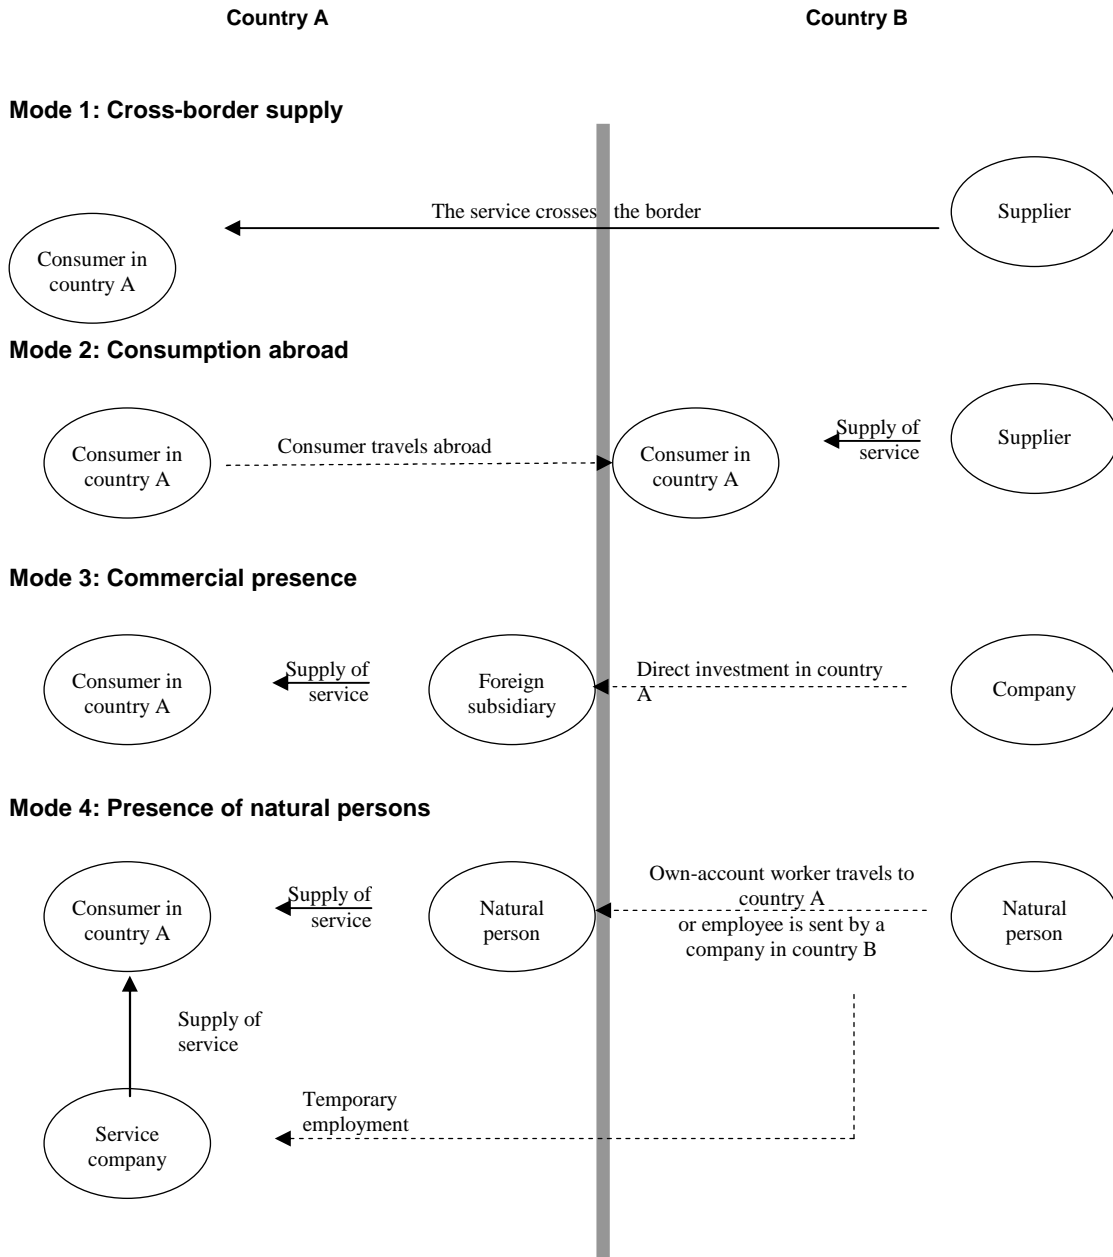 Country A
Country B
Mode 1: Cross-border supply
The service crosses the border
Supplier
Consumer in
country A
Mode 2: Consumption abroad
Consumer in
country A
Consumer travels abroad
Consumer in
country A
Supply of
service
Supplier
Mode 3: Commercial presence
Consumer in
country A
Supply of
service
Foreign
subsidiary
Direct investment in country
A
Company
Mode 4: Presence of natural persons
Consumer in
country A
Supply of
service
Natural
person
Own-account worker travels to
country A
or employee is sent by a
company in country B
Natural
person
Supply of
service
Temporary
employment
Service
company